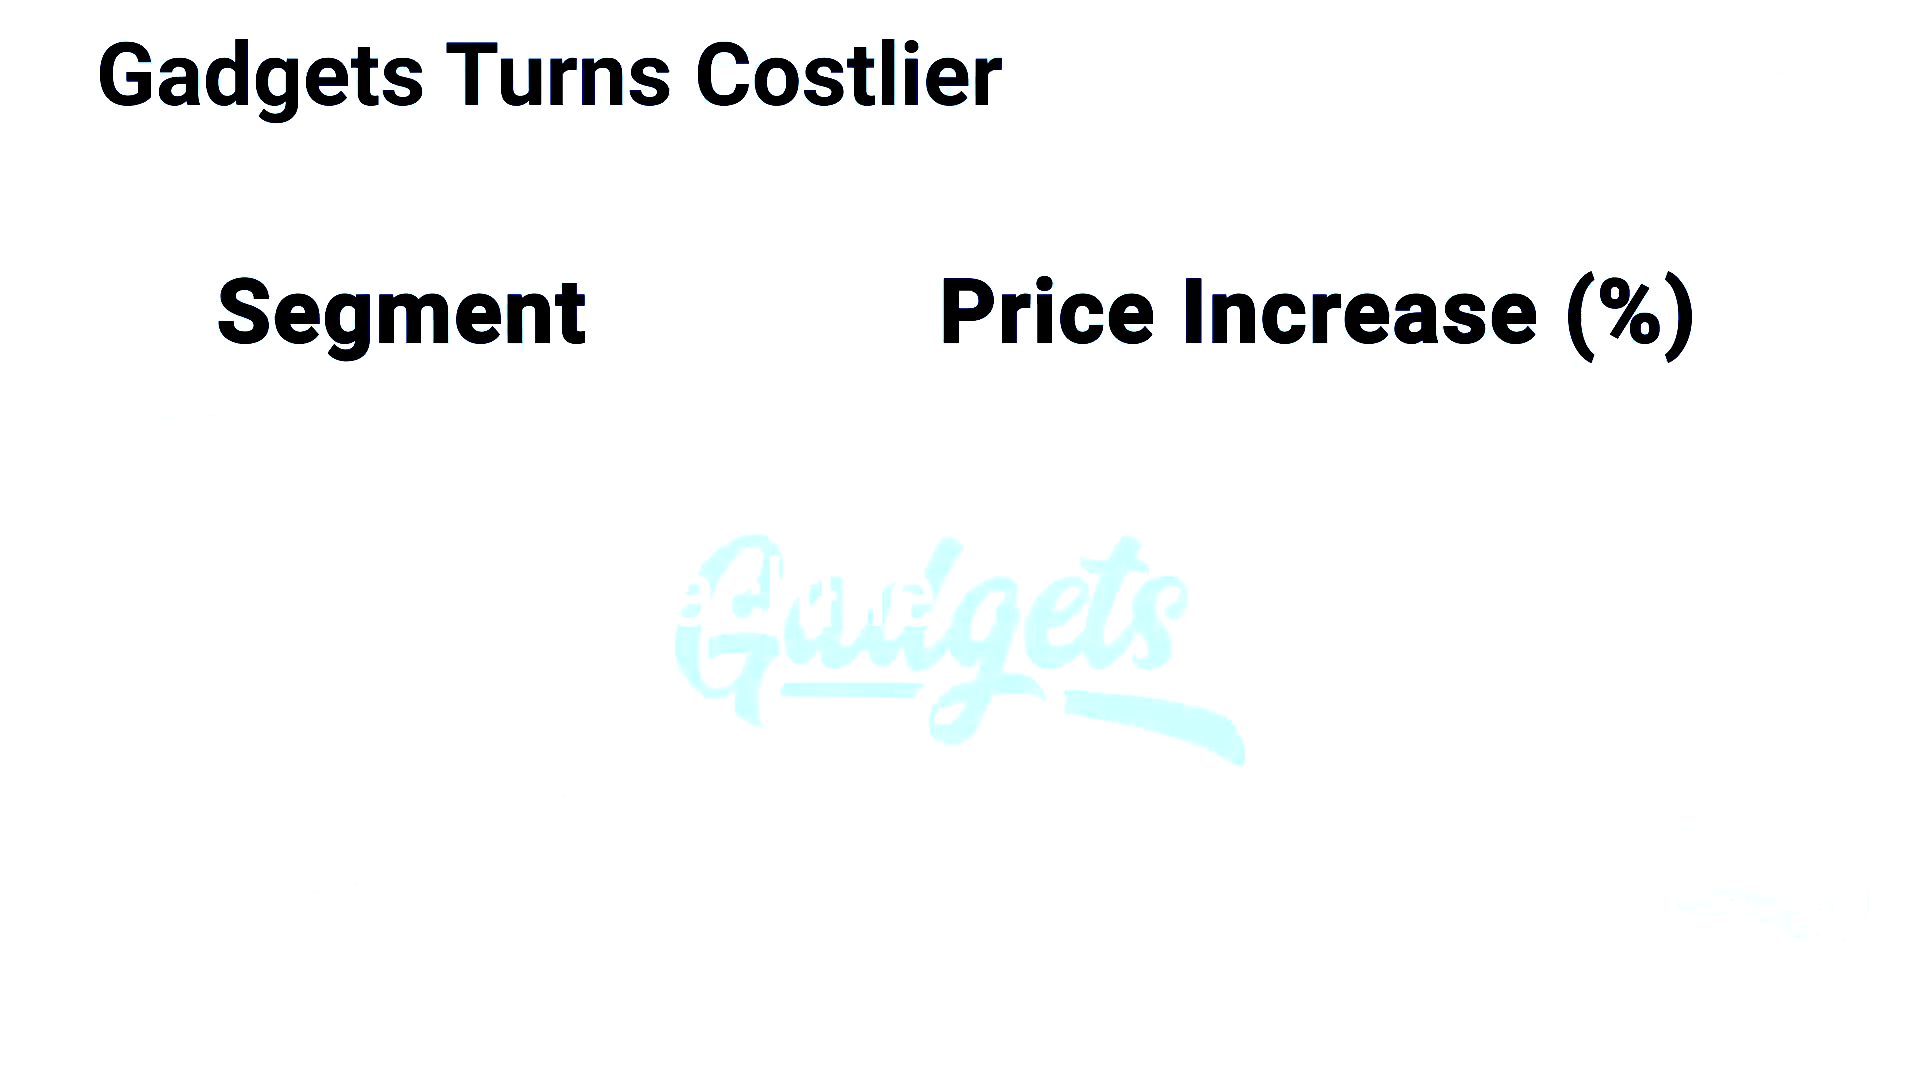 Gadgets Turns Costlier
Segment Price Increase (%)
Gadgets